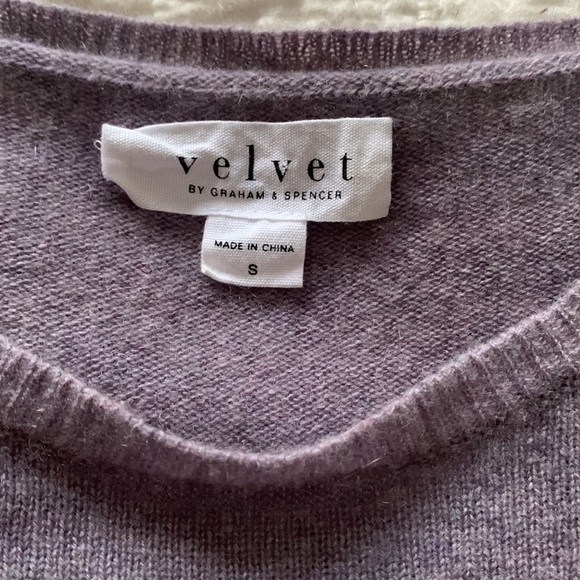 velvet
BY GRAHAM & SPENCER
MADE IN CHINA
S